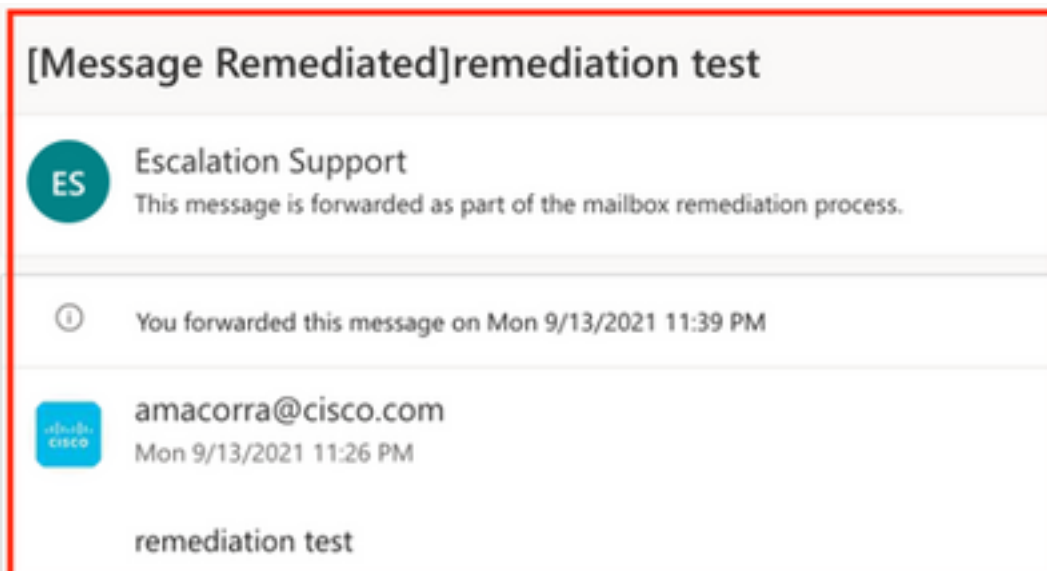 [Message Remediated]remediation test
ES
Escalation Support
This message is forwarded as part of the mailbox remediation process.
You forwarded this message on Mon 9/13/2021 11:39 PM
cisco
amacorra@cisco.com
Mon 9/13/2021 11:26 PM
remediation test